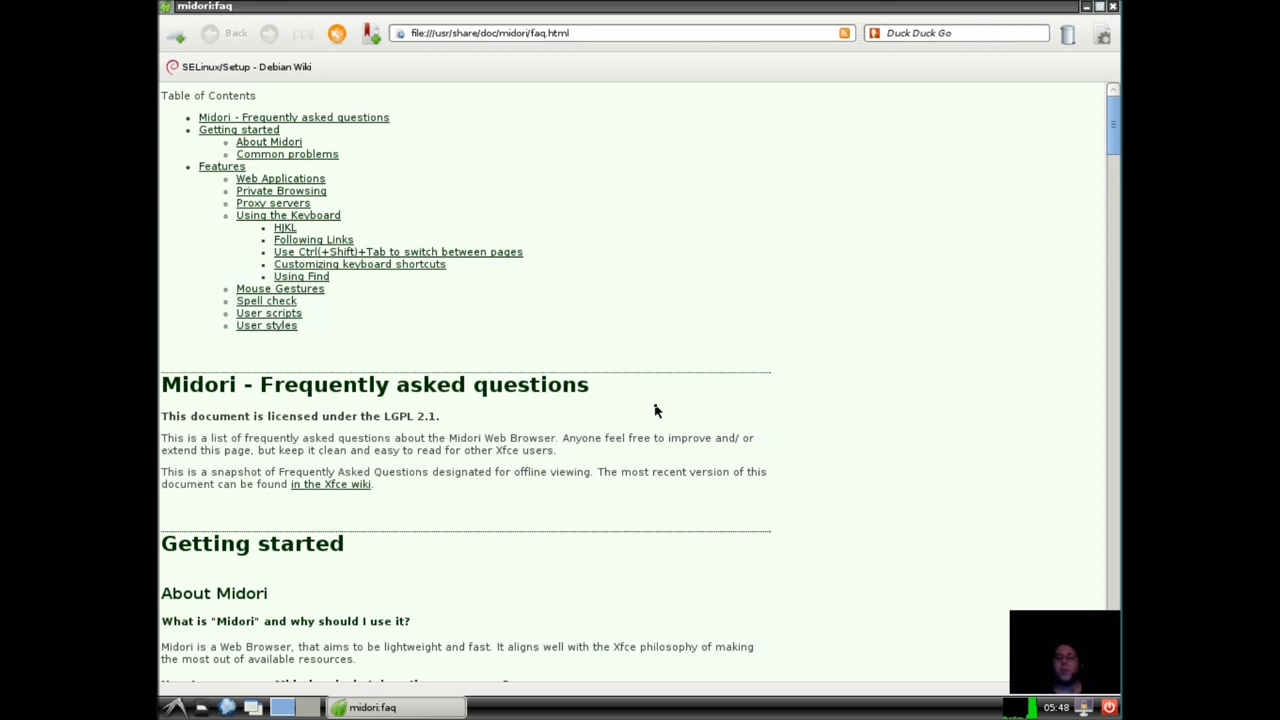 midori:faq
Back
file:///usr/share/doc/midori/faq.html
Duck Duck Go
SELinux/Setup - Debian Wiki
Table of Contents
Midori - Frequently asked questions
Getting started
About Midori
Common problems
Features
Web Applications
Private Browsing
Proxy servers
Using the Keyboard
HJKL
Following Links
Use Ctrl(+Shift)+Tab to switch between pages
Customizing keyboard shortcuts
Using Find
Mouse Gestures
Spell check
User scripts
User styles
Midori - Frequently asked questions
This document is licensed under the LGPL 2.1.
This is a list of frequently asked questions about the Midori Web Browser. Anyone feel free to improve and/ or
extend this page, but keep it clean and easy to read for other Xfce users.
This is a snapshot of Frequently Asked Questions designated for offline viewing. The most recent version of this
document can be found in the Xfce wiki.
Getting started
About Midori
What is "Midori" and why should I use it?
Midori is a Web Browser, that aims to be lightweight and fast. It aligns well with the Xfce philosophy of making
the most out of available resources.
midori:faq
05:48